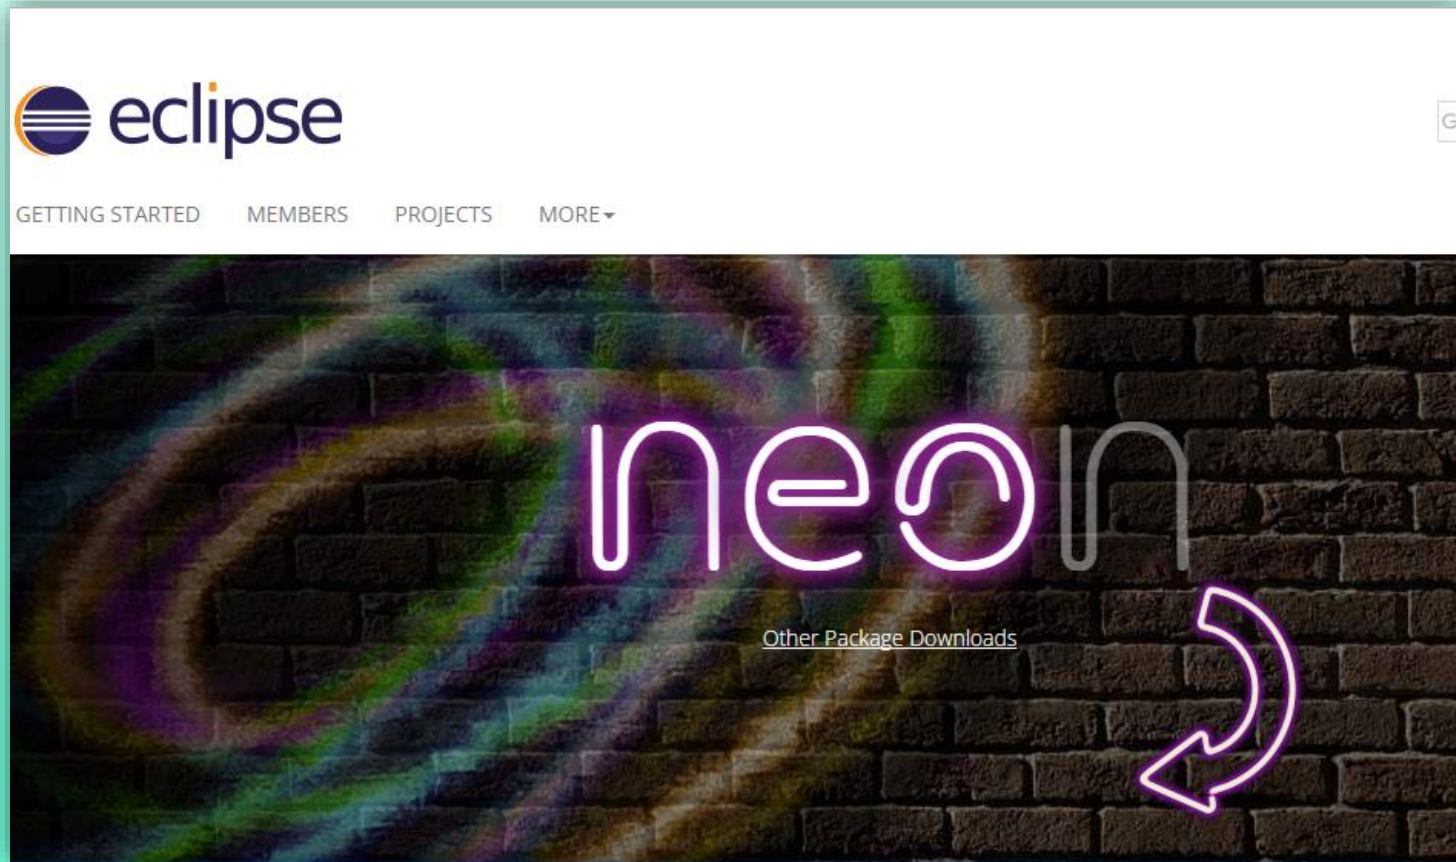 eclipse
G
GETTING STARTED MEMBERS PROJECTS MORE
neon
Other Package Downloads